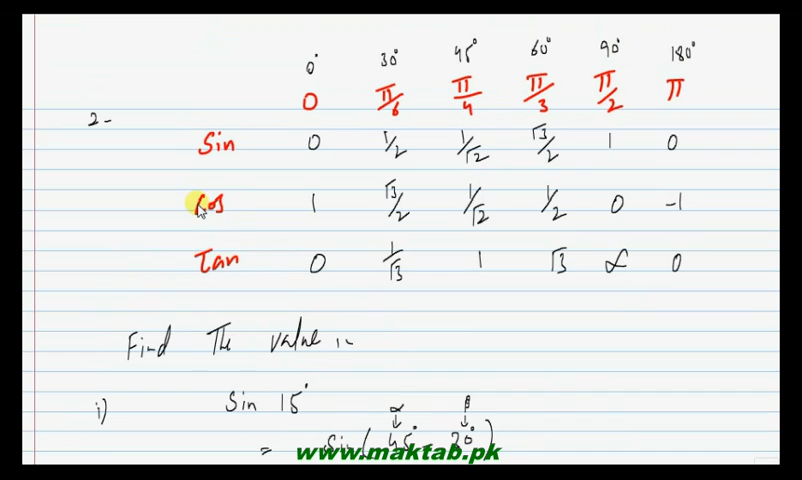 0° 30° 45° 60° 90° 180°
0 π/6 π/4 π/3 π/2 π
2-
Sin 0 1/2 1/√2 √3/2 1 0
Cos 1 √3/2 1/√2 1/2 0 -1
Tan 0 1/√3 1 √3 ∝ 0
Find The value :-
i) Sin 15°
α β
↓ ↓
= Sin( 45° - 30° )
www.maktab.pk